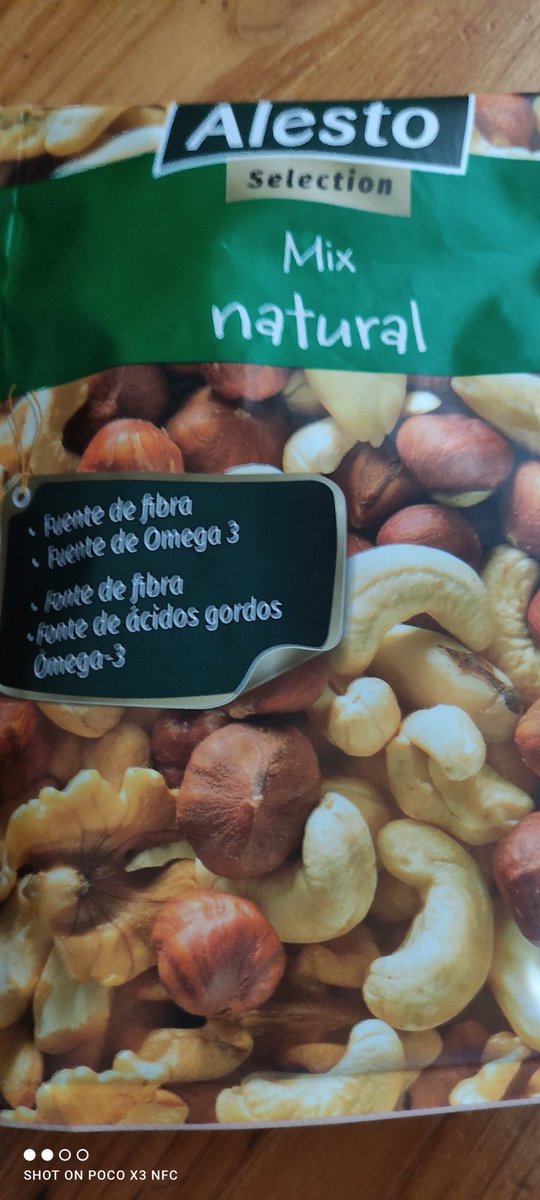 Alesto
Selection
Mix
natural
• Fuente de fibra
• Fuente de Omega 3
• Fonte de fibra
• Fonte de ácidos gordos
Ómega-3
SHOT ON POCO X3 NFC